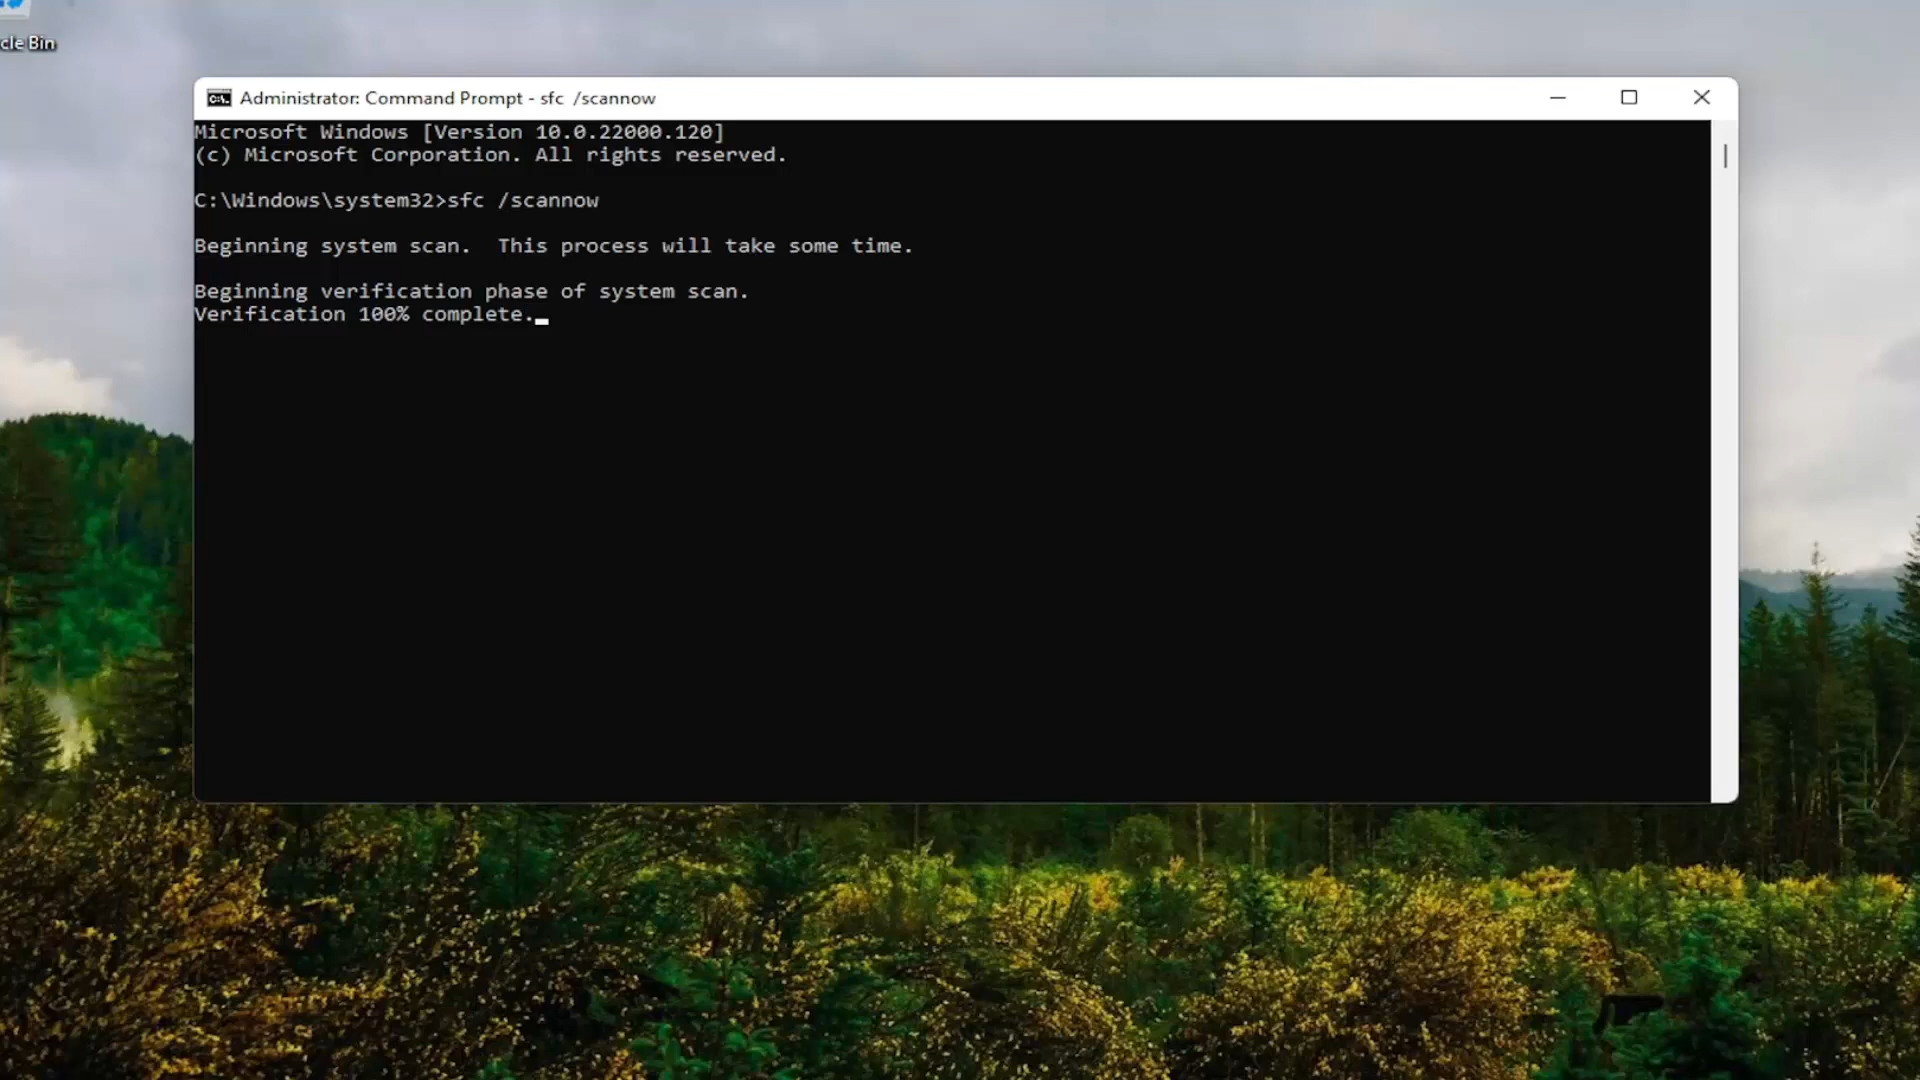 cle Bin
Administrator: Command Prompt - sfc  /scannow
Microsoft Windows [Version 10.0.22000.120]
(c) Microsoft Corporation. All rights reserved.
C:\Windows\system32>sfc /scannow
Beginning system scan.  This process will take some time.
Beginning verification phase of system scan.
Verification 100% complete.